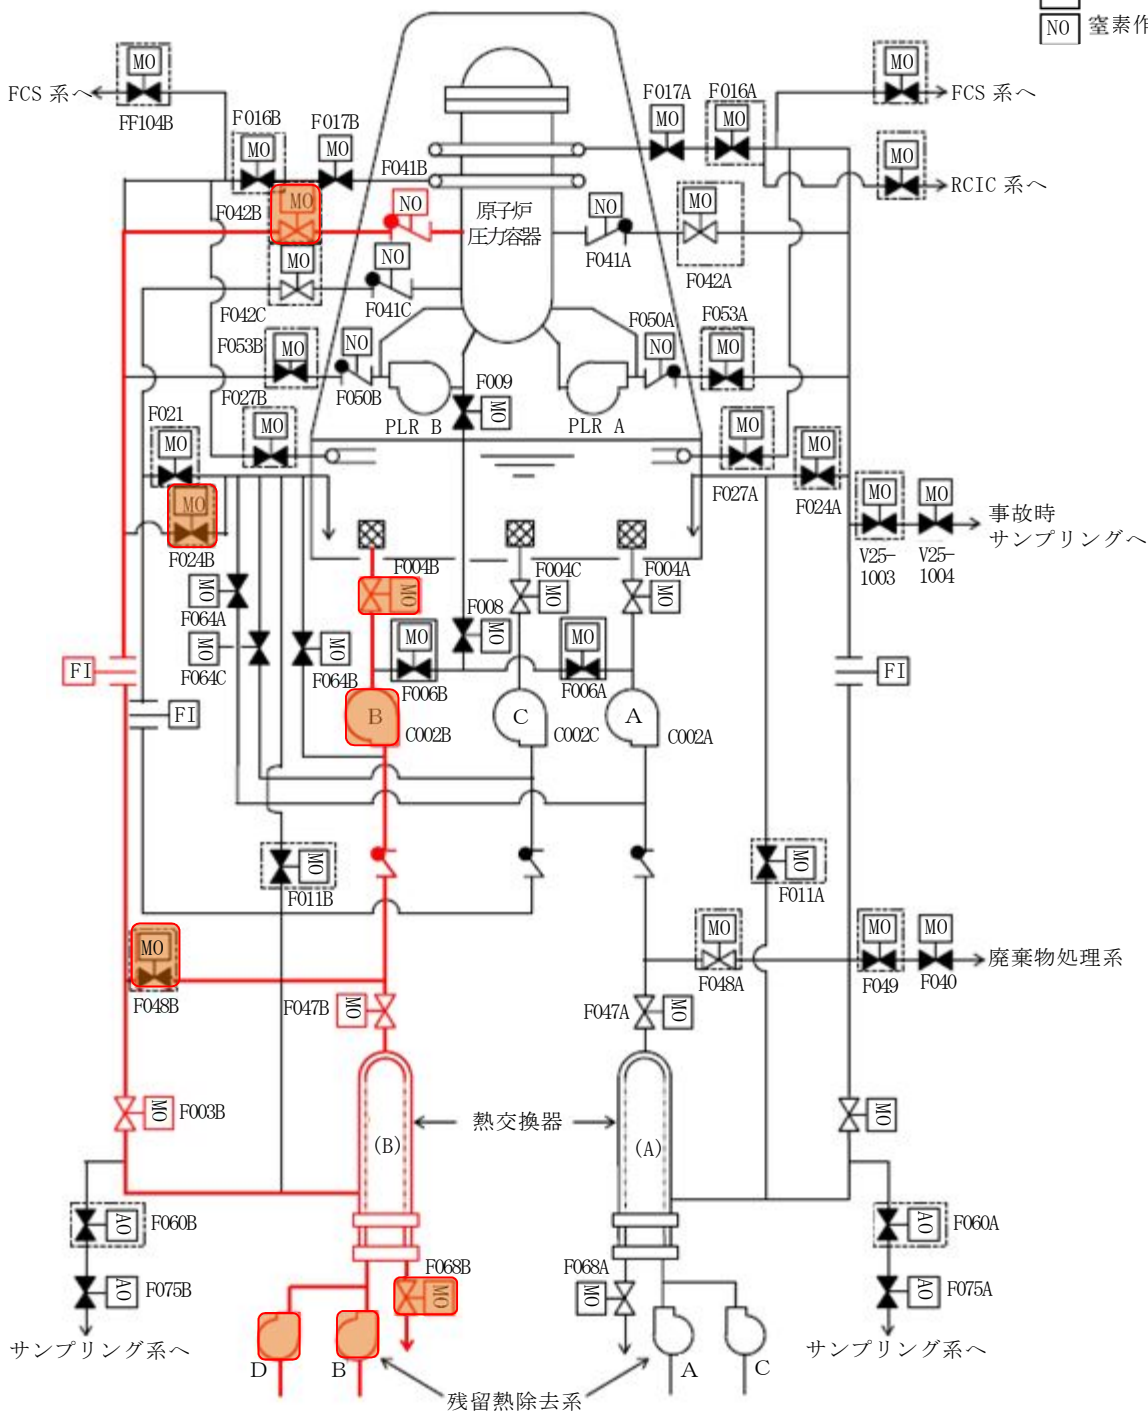 NO 窒素作
MO
MO
FCS 系へ
FF104B
F016B
F017B
F017A
F016A
FCS 系へ
MO
MO
MO
MO
MO
F041B
RCIC 系へ
F042B
MO
NO
原子炉
圧力容器
NO
MO
MO
NO
F041A
F042A
F042C
F041C
F053B
F050A
F053A
MO
NO
NO
MO
F027B
F050B
F009
MO
PLR B
PLR A
F021
MO
MO
MO
MO
MO
F024B
F027A
F024A
MO
MO
事故時
サンプリングへ
V25-
1003
V25-
1004
F004B
F004C
F004A
MO
MO
MO
MO
F064A
F008
MO
MO
MO
MO
MO
MO
F064C
F064B
F006B
F006A
FI
FI
FI
B
C
A
C002B
C002C
C002A
MO
MO
F011B
F011A
MO
MO
MO
MO
廃棄物処理系
F048B
F048A
F049
F040
F047B
MO
F047A
MO
MO
F003B
熱交換器
MO
(B)
(A)
AO
F060B
AO
F060A
F068B
F068A
AO
F075B
MO
MO
AO
F075A
サンプリング系へ
D
B
A
C
サンプリング系へ
残留熱除去系